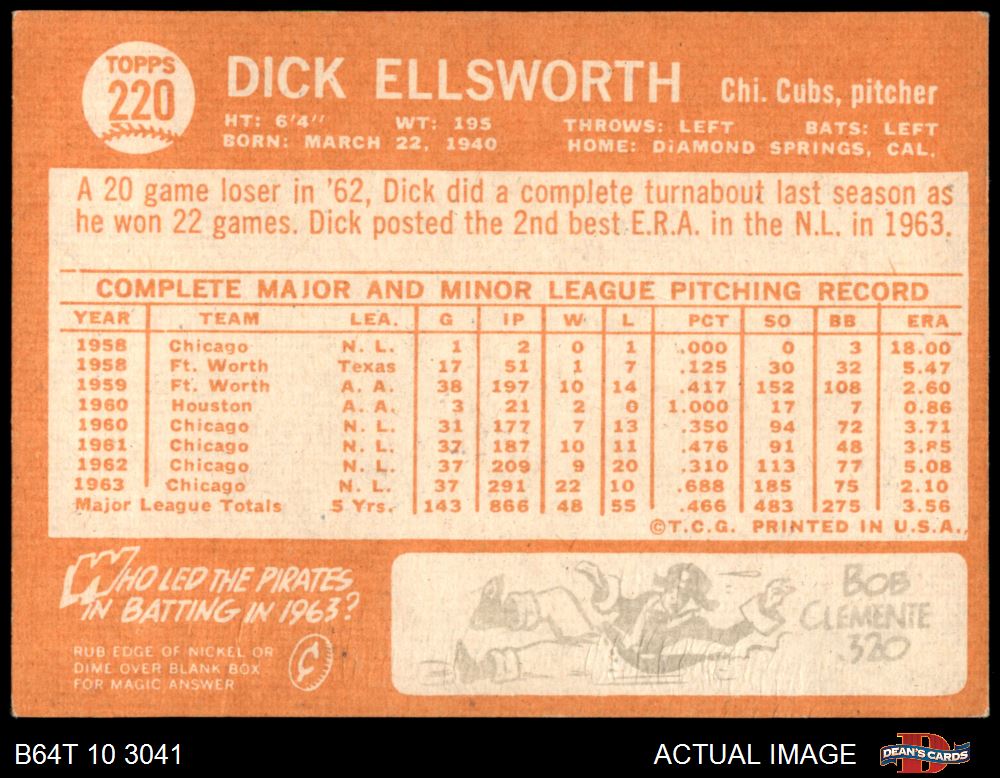 TOPPS
220
DICK ELLSWORTH
Chi. Cubs, pitcher
HT: 6'4" WT: 195 THROWS: LEFT BATS: LEFT
BORN: MARCH 22, 1940 HOME: DIAMOND SPRINGS, CAL.
A 20 game loser in '62, Dick did a complete turnabout last season as
he won 22 games. Dick posted the 2nd best E.R.A. in the N.L. in 1963.
COMPLETE MAJOR AND MINOR LEAGUE PITCHING RECORD
YEAR TEAM LEA. G IP W L PCT SO BB ERA
1958 Chicago N. L. 1 2 0 1 .000 0 3 18.00
1958 Ft. Worth Texas 17 51 1 7 .125 30 32 5.47
1959 Ft. Worth A. A. 38 197 10 14 .417 152 108 2.60
1960 Houston A. A. 3 21 2 0 1.000 17 7 0.86
1960 Chicago N. L. 31 177 7 13 .350 94 72 3.71
1961 Chicago N. L. 37 187 10 11 .476 91 48 3.85
1962 Chicago N. L. 37 209 9 20 .310 113 77 5.08
1963 Chicago N. L. 37 291 22 10 .688 185 75 2.10
Major League Totals 5 Yrs. 143 866 48 55 .466 483 275 3.56
©T.C.G. PRINTED IN U.S.A.
WHO LED THE PIRATES
IN BATTING IN 1963?
RUB EDGE OF NICKEL OR
DIME OVER BLANK BOX
FOR MAGIC ANSWER
BOB
CLEMENTE
.320
B64T 10 3041
ACTUAL IMAGE
D
DEAN'S CARDS